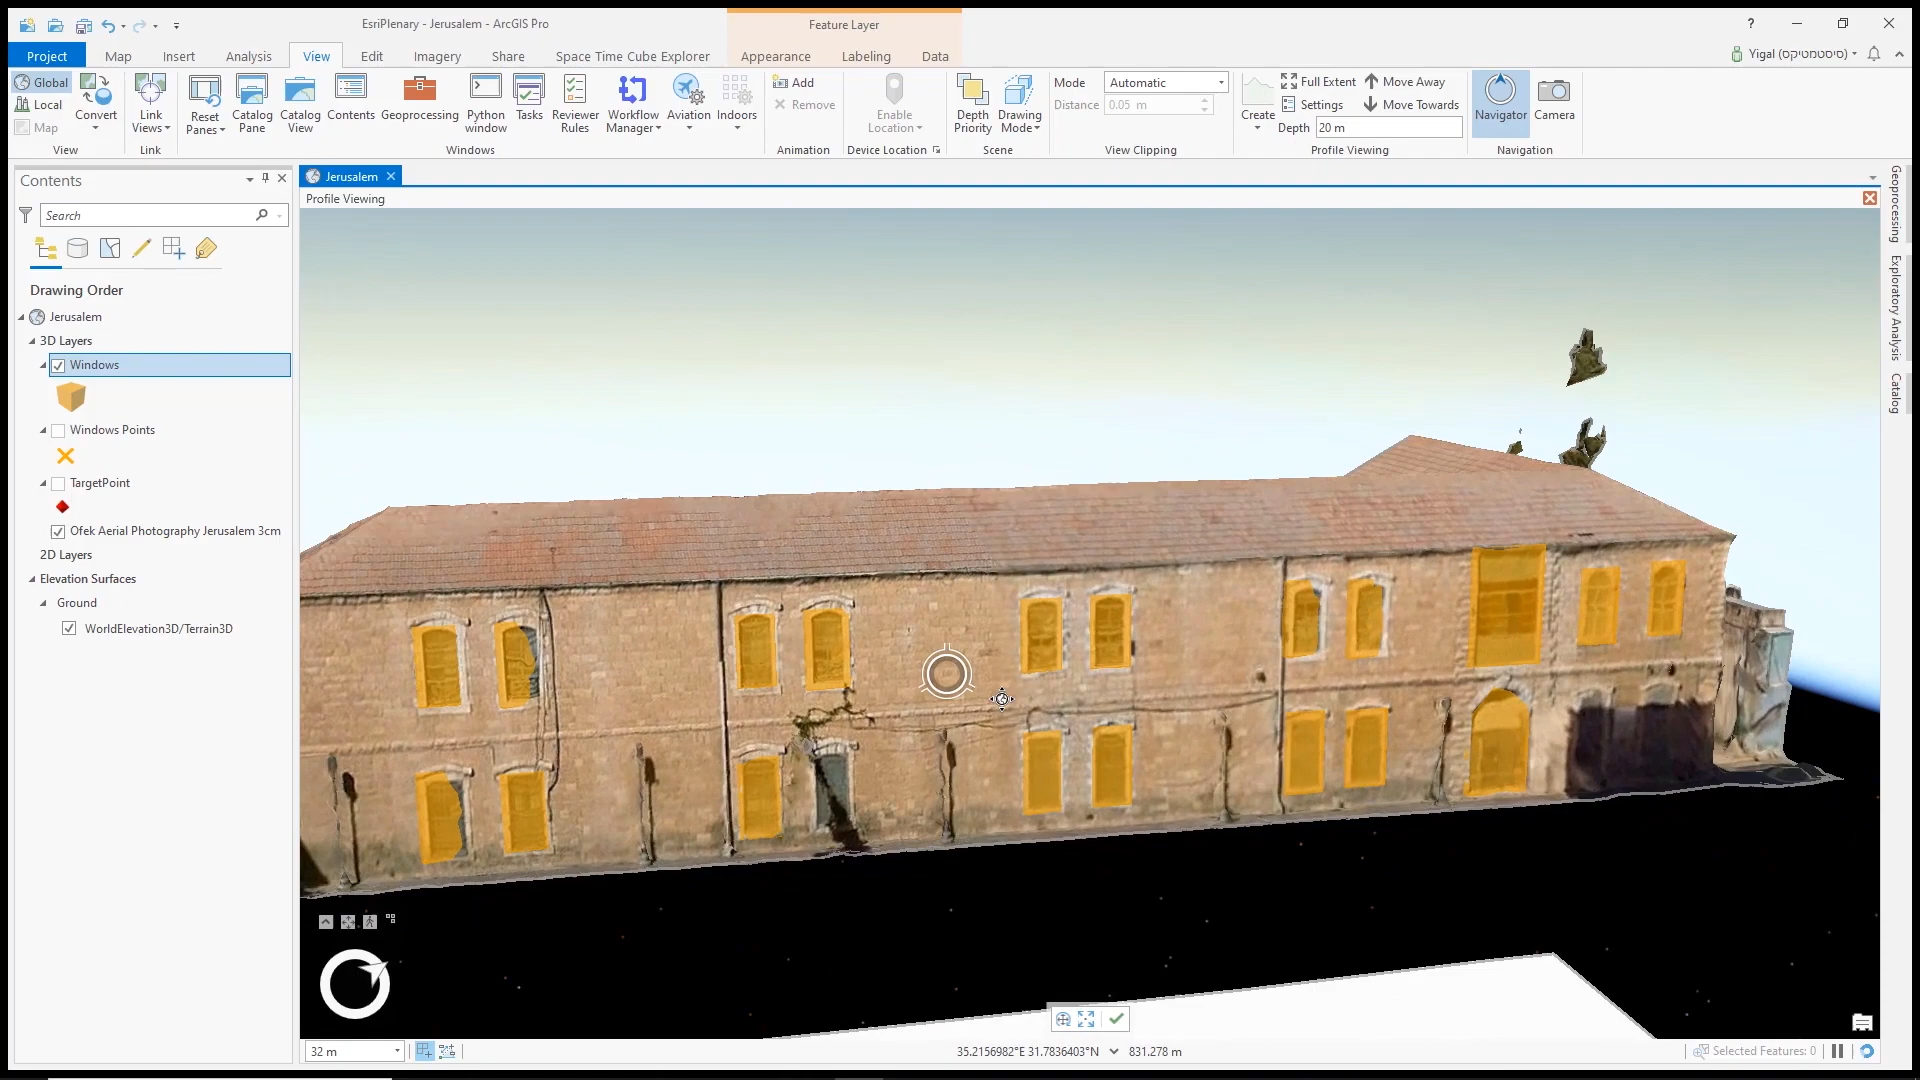 EsriPlenary - Jerusalem - ArcGIS Pro
Feature Layer
?
Project
Map
Insert
Analysis
View
Edit
Imagery
Share
Space Time Cube Explorer
Appearance
Labeling
Data
Yigal (סיסטמטיקס)
Global
Local
Map
Convert
View
Link Views
Link
Reset Panes
Catalog Pane
Catalog View
Contents
Geoprocessing
Python window
Tasks
Reviewer Rules
Workflow Manager
Aviation
Indoors
Windows
Add
Remove
Animation
Enable Location
Device Location
Depth Priority
Drawing Mode
Scene
Mode
Automatic
Distance
0.05 m
View Clipping
Create
Full Extent
Move Away
Settings
Move Towards
Depth
20 m
Profile Viewing
Navigator
Camera
Navigation
Contents
Search
Drawing Order
Jerusalem
3D Layers
Windows
Windows Points
TargetPoint
Ofek Aerial Photography Jerusalem 3cm
2D Layers
Elevation Surfaces
Ground
WorldElevation3D/Terrain3D
Jerusalem
Profile Viewing
Geoprocessing
Exploratory Analysis
Catalog
32 m
35.2156982°E 31.7836403°N
831.278 m
Selected Features: 0